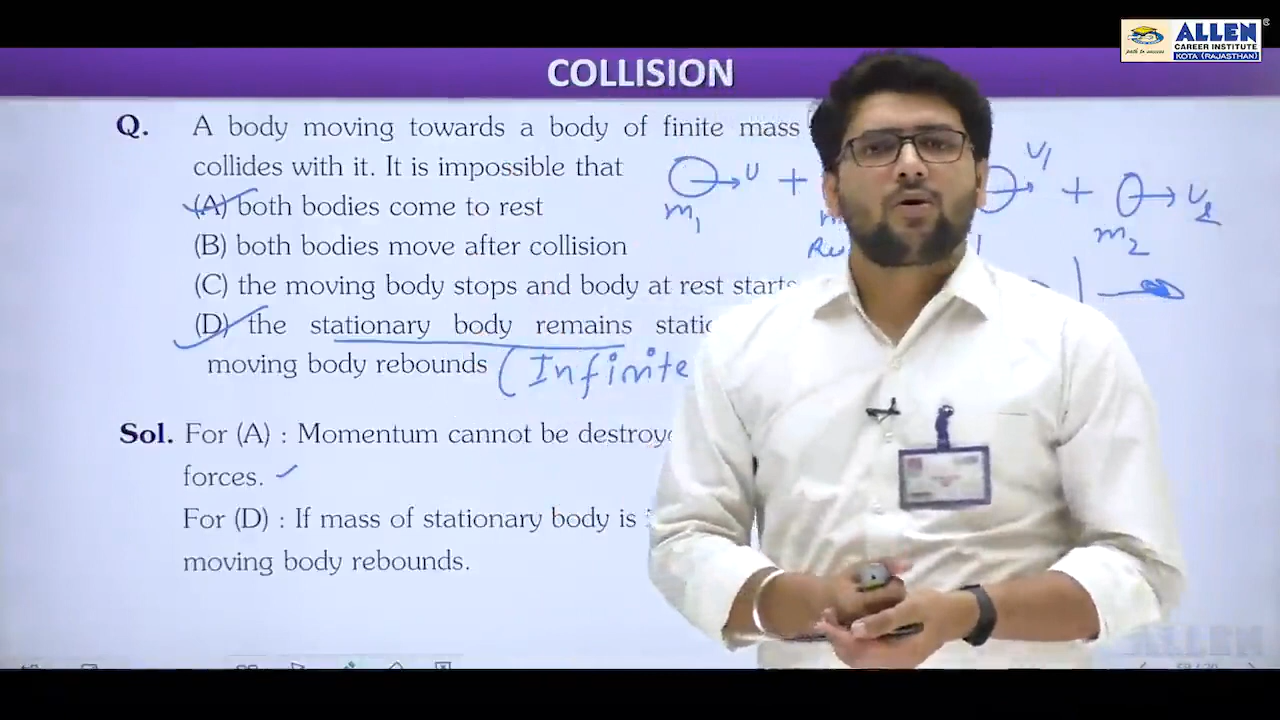 ALLEN
CAREER INSTITUTE
KOTA (RAJASTHAN)
COLLISION
Q. A body moving towards a body of finite mass
collides with it. It is impossible that
(A) both bodies come to rest
(B) both bodies move after collision
(C) the moving body stops and body at rest starts
(D) the stationary body remains
moving body rebounds (Infinite
Sol. For (A) : Momentum cannot be
forces.
For (D) : If mass of stationary body is
moving body rebounds.
m1 u + v1 + m2 v2
ALLEN